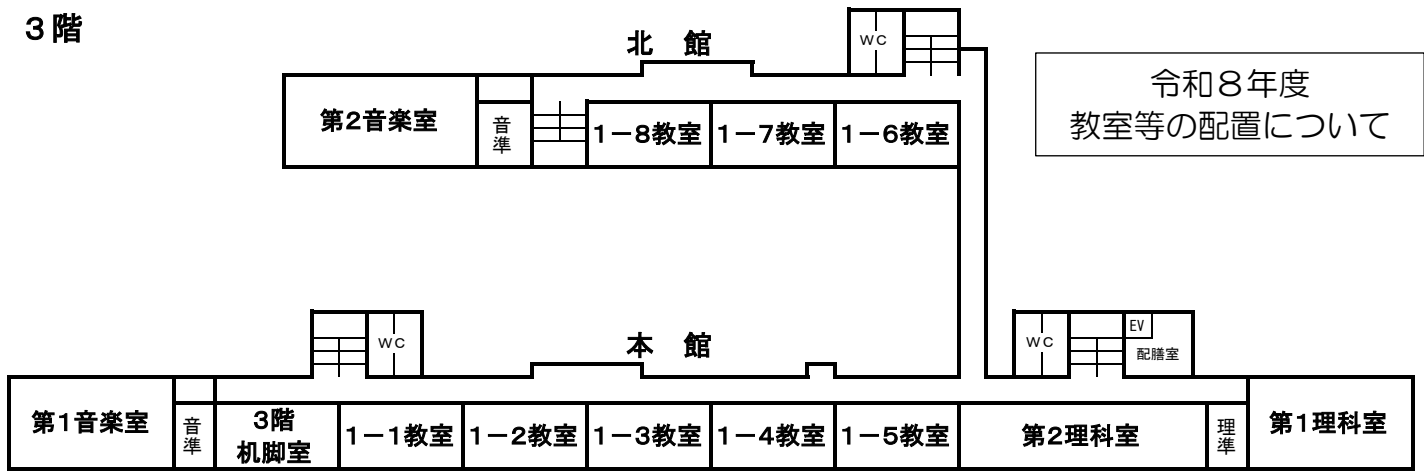 3階
北 館
令和8年度
教室等の配置について
WC
第2音楽室
音準
1-8教室
1-7教室
1-6教室
本 館
WC
WC
EV
配膳室
第1音楽室
音準
3階
机脚室
1-1教室
1-2教室
1-3教室
1-4教室
1-5教室
第2理科室
理準
第1理科室